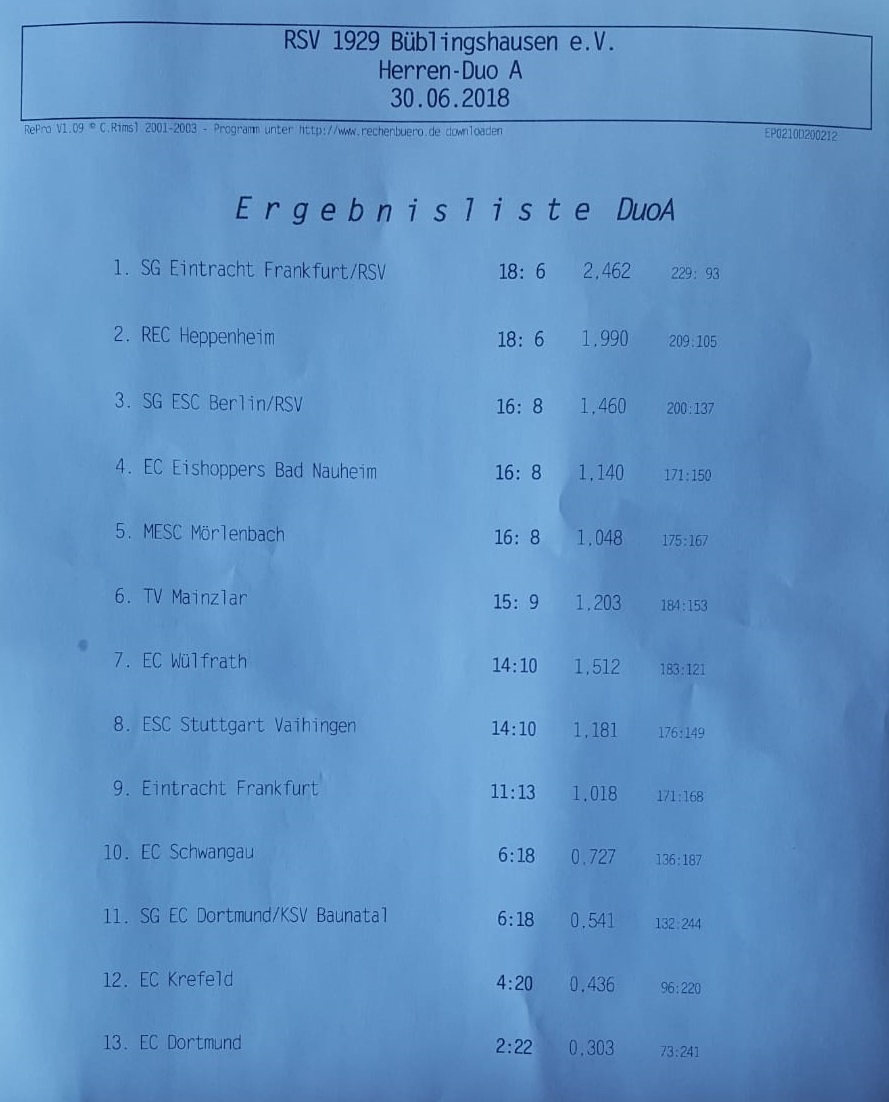 RSV 1929 Büblingshausen e.V.
Herren-Duo A
30.06.2018
RePro V1.09 © C.Rimsl 2001-2003 - Programm unter http://www.rechenbuero.de downloaden EP0210D200212
Ergebnisliste DuoA
1. SG Eintracht Frankfurt/RSV 18: 6 2,462 229: 93
2. REC Heppenheim 18: 6 1,990 209:105
3. SG ESC Berlin/RSV 16: 8 1,460 200:137
4. EC Eishoppers Bad Nauheim 16: 8 1,140 171:150
5. MESC Mörlenbach 16: 8 1,048 175:167
6. TV Mainzlar 15: 9 1,203 184:153
7. EC Wülfrath 14:10 1,512 183:121
8. ESC Stuttgart Vaihingen 14:10 1,181 176:149
9. Eintracht Frankfurt 11:13 1,018 171:168
10. EC Schwangau 6:18 0,727 136:187
11. SG EC Dortmund/KSV Baunatal 6:18 0,541 132:244
12. EC Krefeld 4:20 0,436 96:220
13. EC Dortmund 2:22 0,303 73:241